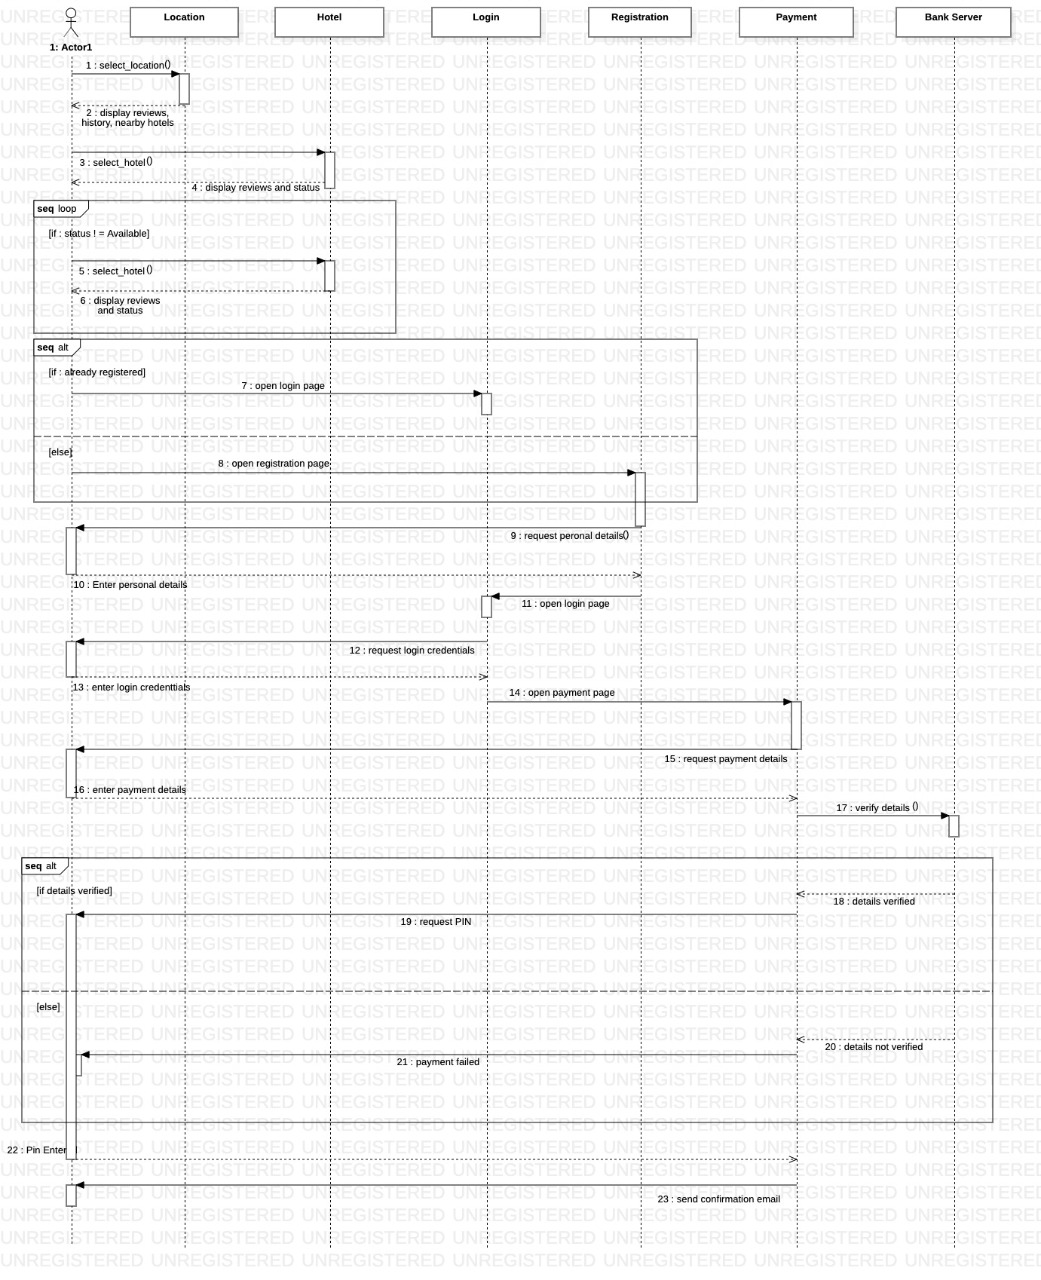 Location
Hotel
Login
Registration
Payment
Bank Server
1: Actor1
1 : select_location()
2 : display reviews,
history, nearby hotels
3 : select_hotel()
4 : display reviews and status
seq loop
[if : status ! = Available]
5 : select_hotel()
6 : display reviews
and status
seq alt
[if : already registered]
7 : open login page
[else]
8 : open registration page
9 : request peronal details()
10 : Enter personal details
11 : open login page
12 : request login credentials
13 : enter login credenttials
14 : open payment page
15 : request payment details
16 : enter payment details
17 : verify details ()
seq alt
[if details verified]
18 : details verified
19 : request PIN
[else]
20 : details not verified
21 : payment failed
22 : Pin Entered
23 : send confirmation email
UNREGISTERED